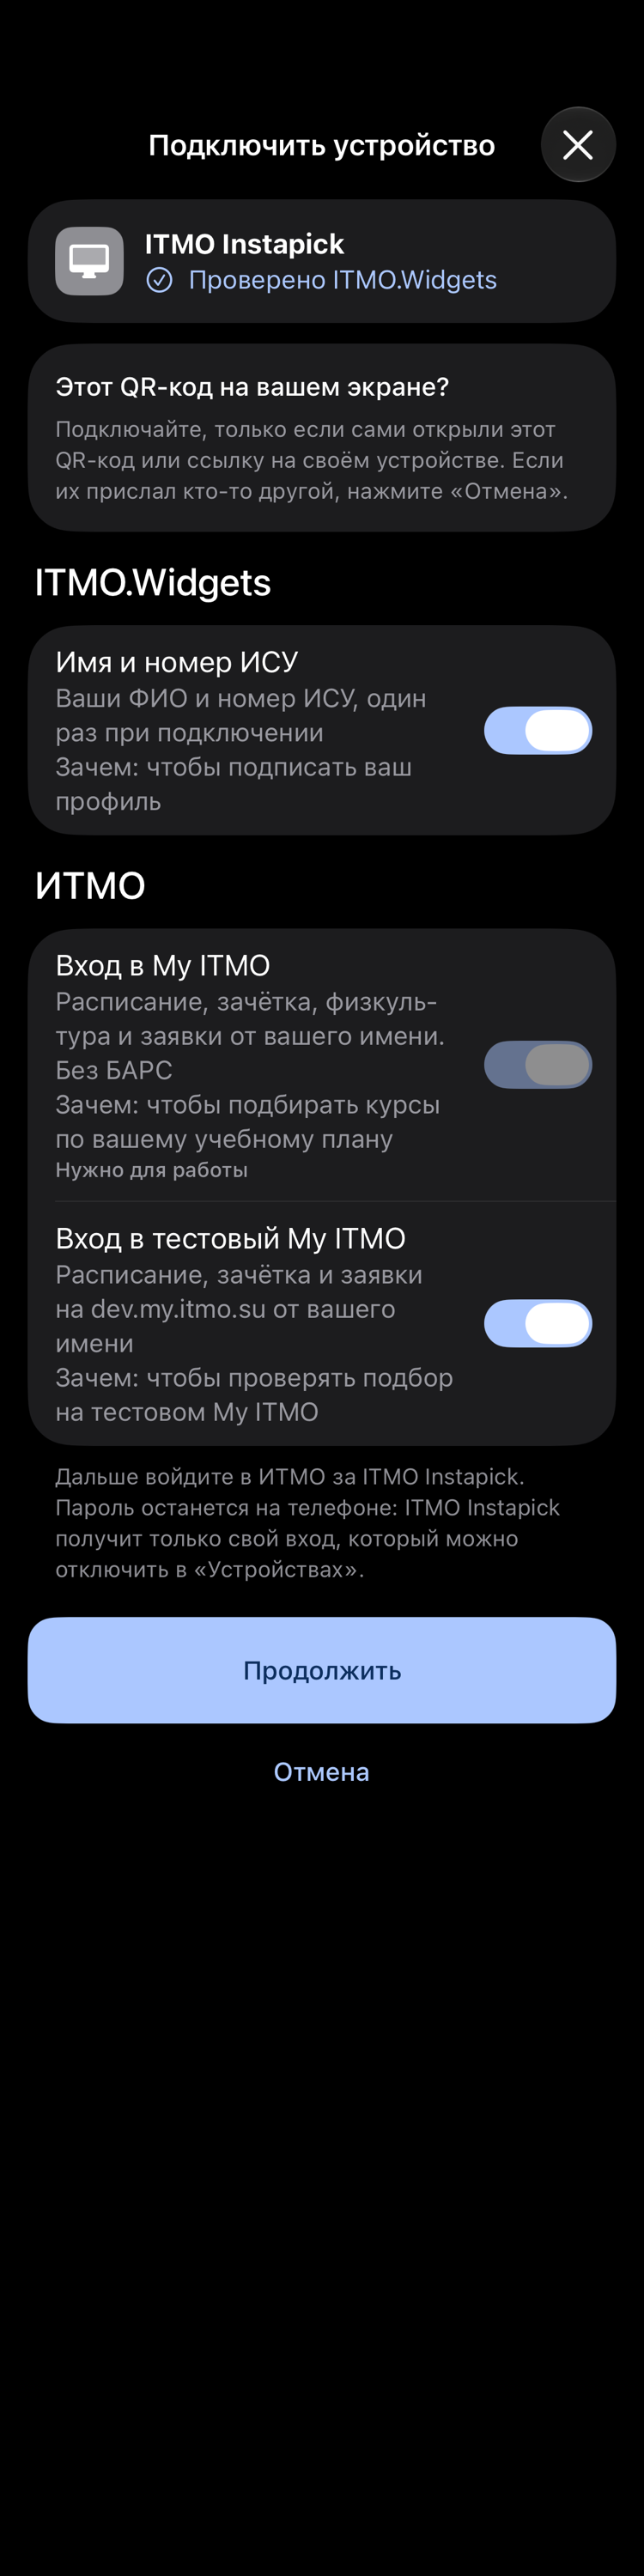 Подключить устройство
ITMO Instapick
Проверено ITMO.Widgets
Этот QR-код на вашем экране?
Подключайте, только если сами открыли этот
QR-код или ссылку на своём устройстве. Если
их прислал кто-то другой, нажмите «Отмена».
ITMO.Widgets
Имя и номер ИСУ
Ваши ФИО и номер ИСУ, один
раз при подключении
Зачем: чтобы подписать ваш
профиль
ИТМО
Вход в My ITMO
Расписание, зачётка, физкуль-
тура и заявки от вашего имени.
Без БАРС
Зачем: чтобы подбирать курсы
по вашему учебному плану
Нужно для работы
Вход в тестовый My ITMO
Расписание, зачётка и заявки
на dev.my.itmo.su от вашего
имени
Зачем: чтобы проверять подбор
на тестовом My ITMO
Дальше войдите в ИТМО за ITMO Instapick.
Пароль останется на телефоне: ITMO Instapick
получит только свой вход, который можно
отключить в «Устройствах».
Продолжить
Отмена